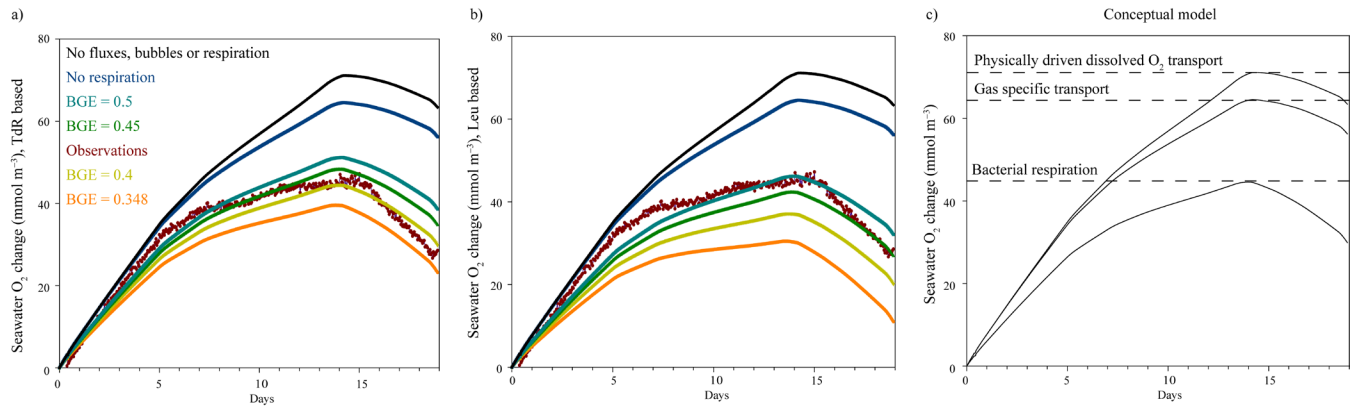 a)
Seawater O₂ change (mmol m⁻³), TdR based
80
60
40
20
0
No fluxes, bubbles or respiration
No respiration
BGE = 0.5
BGE = 0.45
Observations
BGE = 0.4
BGE = 0.348
0 5 10 15
Days
b)
Seawater O₂ change (mmol m⁻³), Leu based
80
60
40
20
0
0 5 10 15
Days
c)
Conceptual model
Seawater O₂ change (mmol m⁻³)
80
60
40
20
0
Physically driven dissolved O₂ transport
Gas specific transport
Bacterial respiration
0 5 10 15
Days